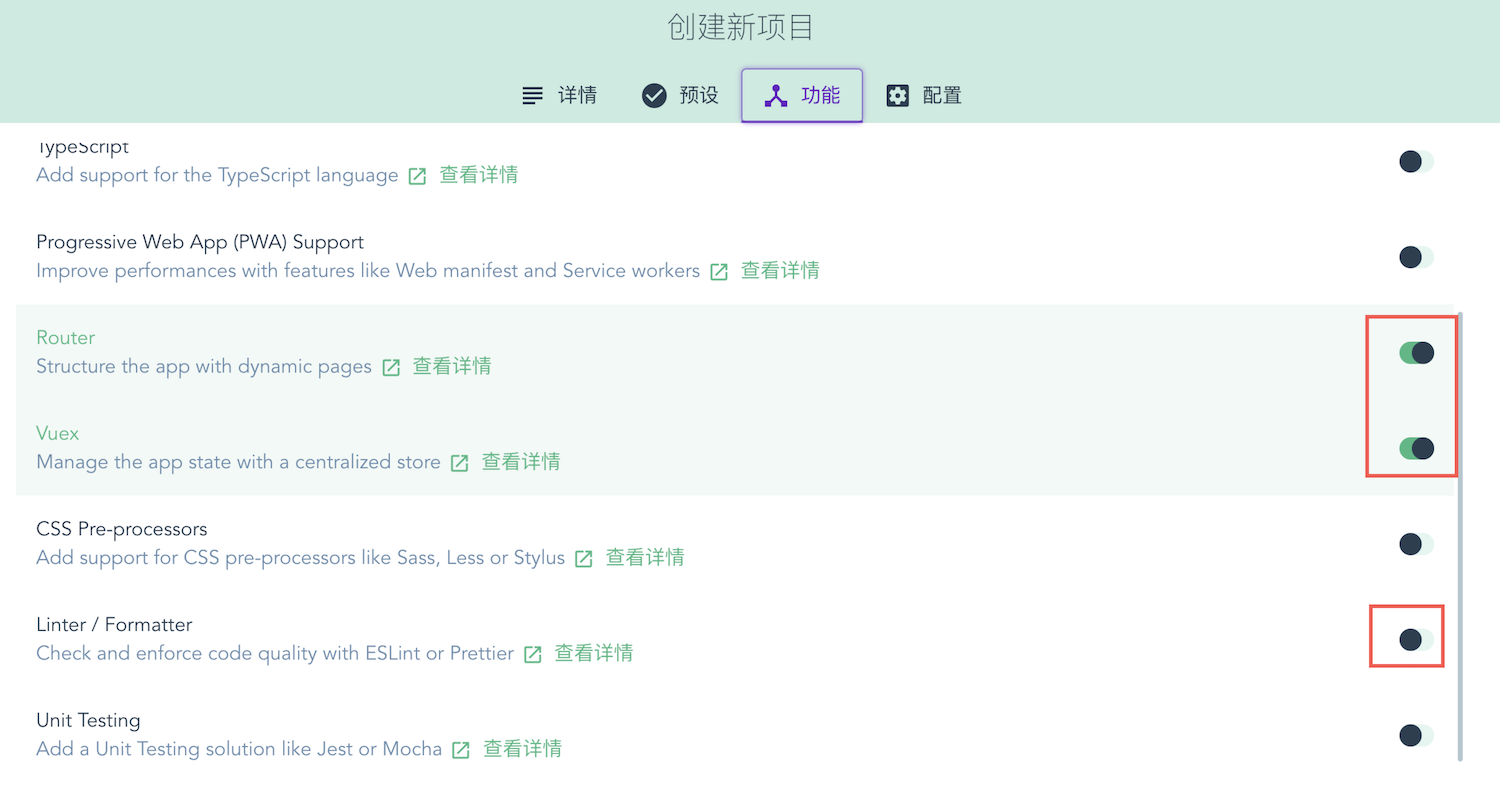 创建新项目
详情 预设 功能 配置
TypeScript
Add support for the TypeScript language 查看详情
Progressive Web App (PWA) Support
Improve performances with features like Web manifest and Service workers 查看详情
Router
Structure the app with dynamic pages 查看详情
Vuex
Manage the app state with a centralized store 查看详情
CSS Pre-processors
Add support for CSS pre-processors like Sass, Less or Stylus 查看详情
Linter / Formatter
Check and enforce code quality with ESLint or Prettier 查看详情
Unit Testing
Add a Unit Testing solution like Jest or Mocha 查看详情